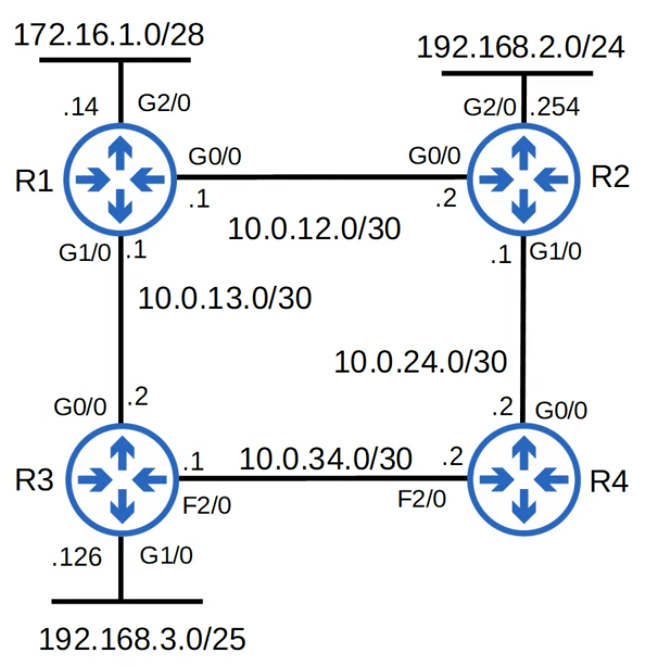 172.16.1.0/28
192.168.2.0/24
.14
G2/0
G2/0
.254
R1
G0/0
G0/0
R2
.1
.2
10.0.12.0/30
G1/0
.1
.1
G1/0
10.0.13.0/30
10.0.24.0/30
G0/0
.2
.2
G0/0
R3
.1
10.0.34.0/30
.2
R4
F2/0
F2/0
.126
G1/0
192.168.3.0/25